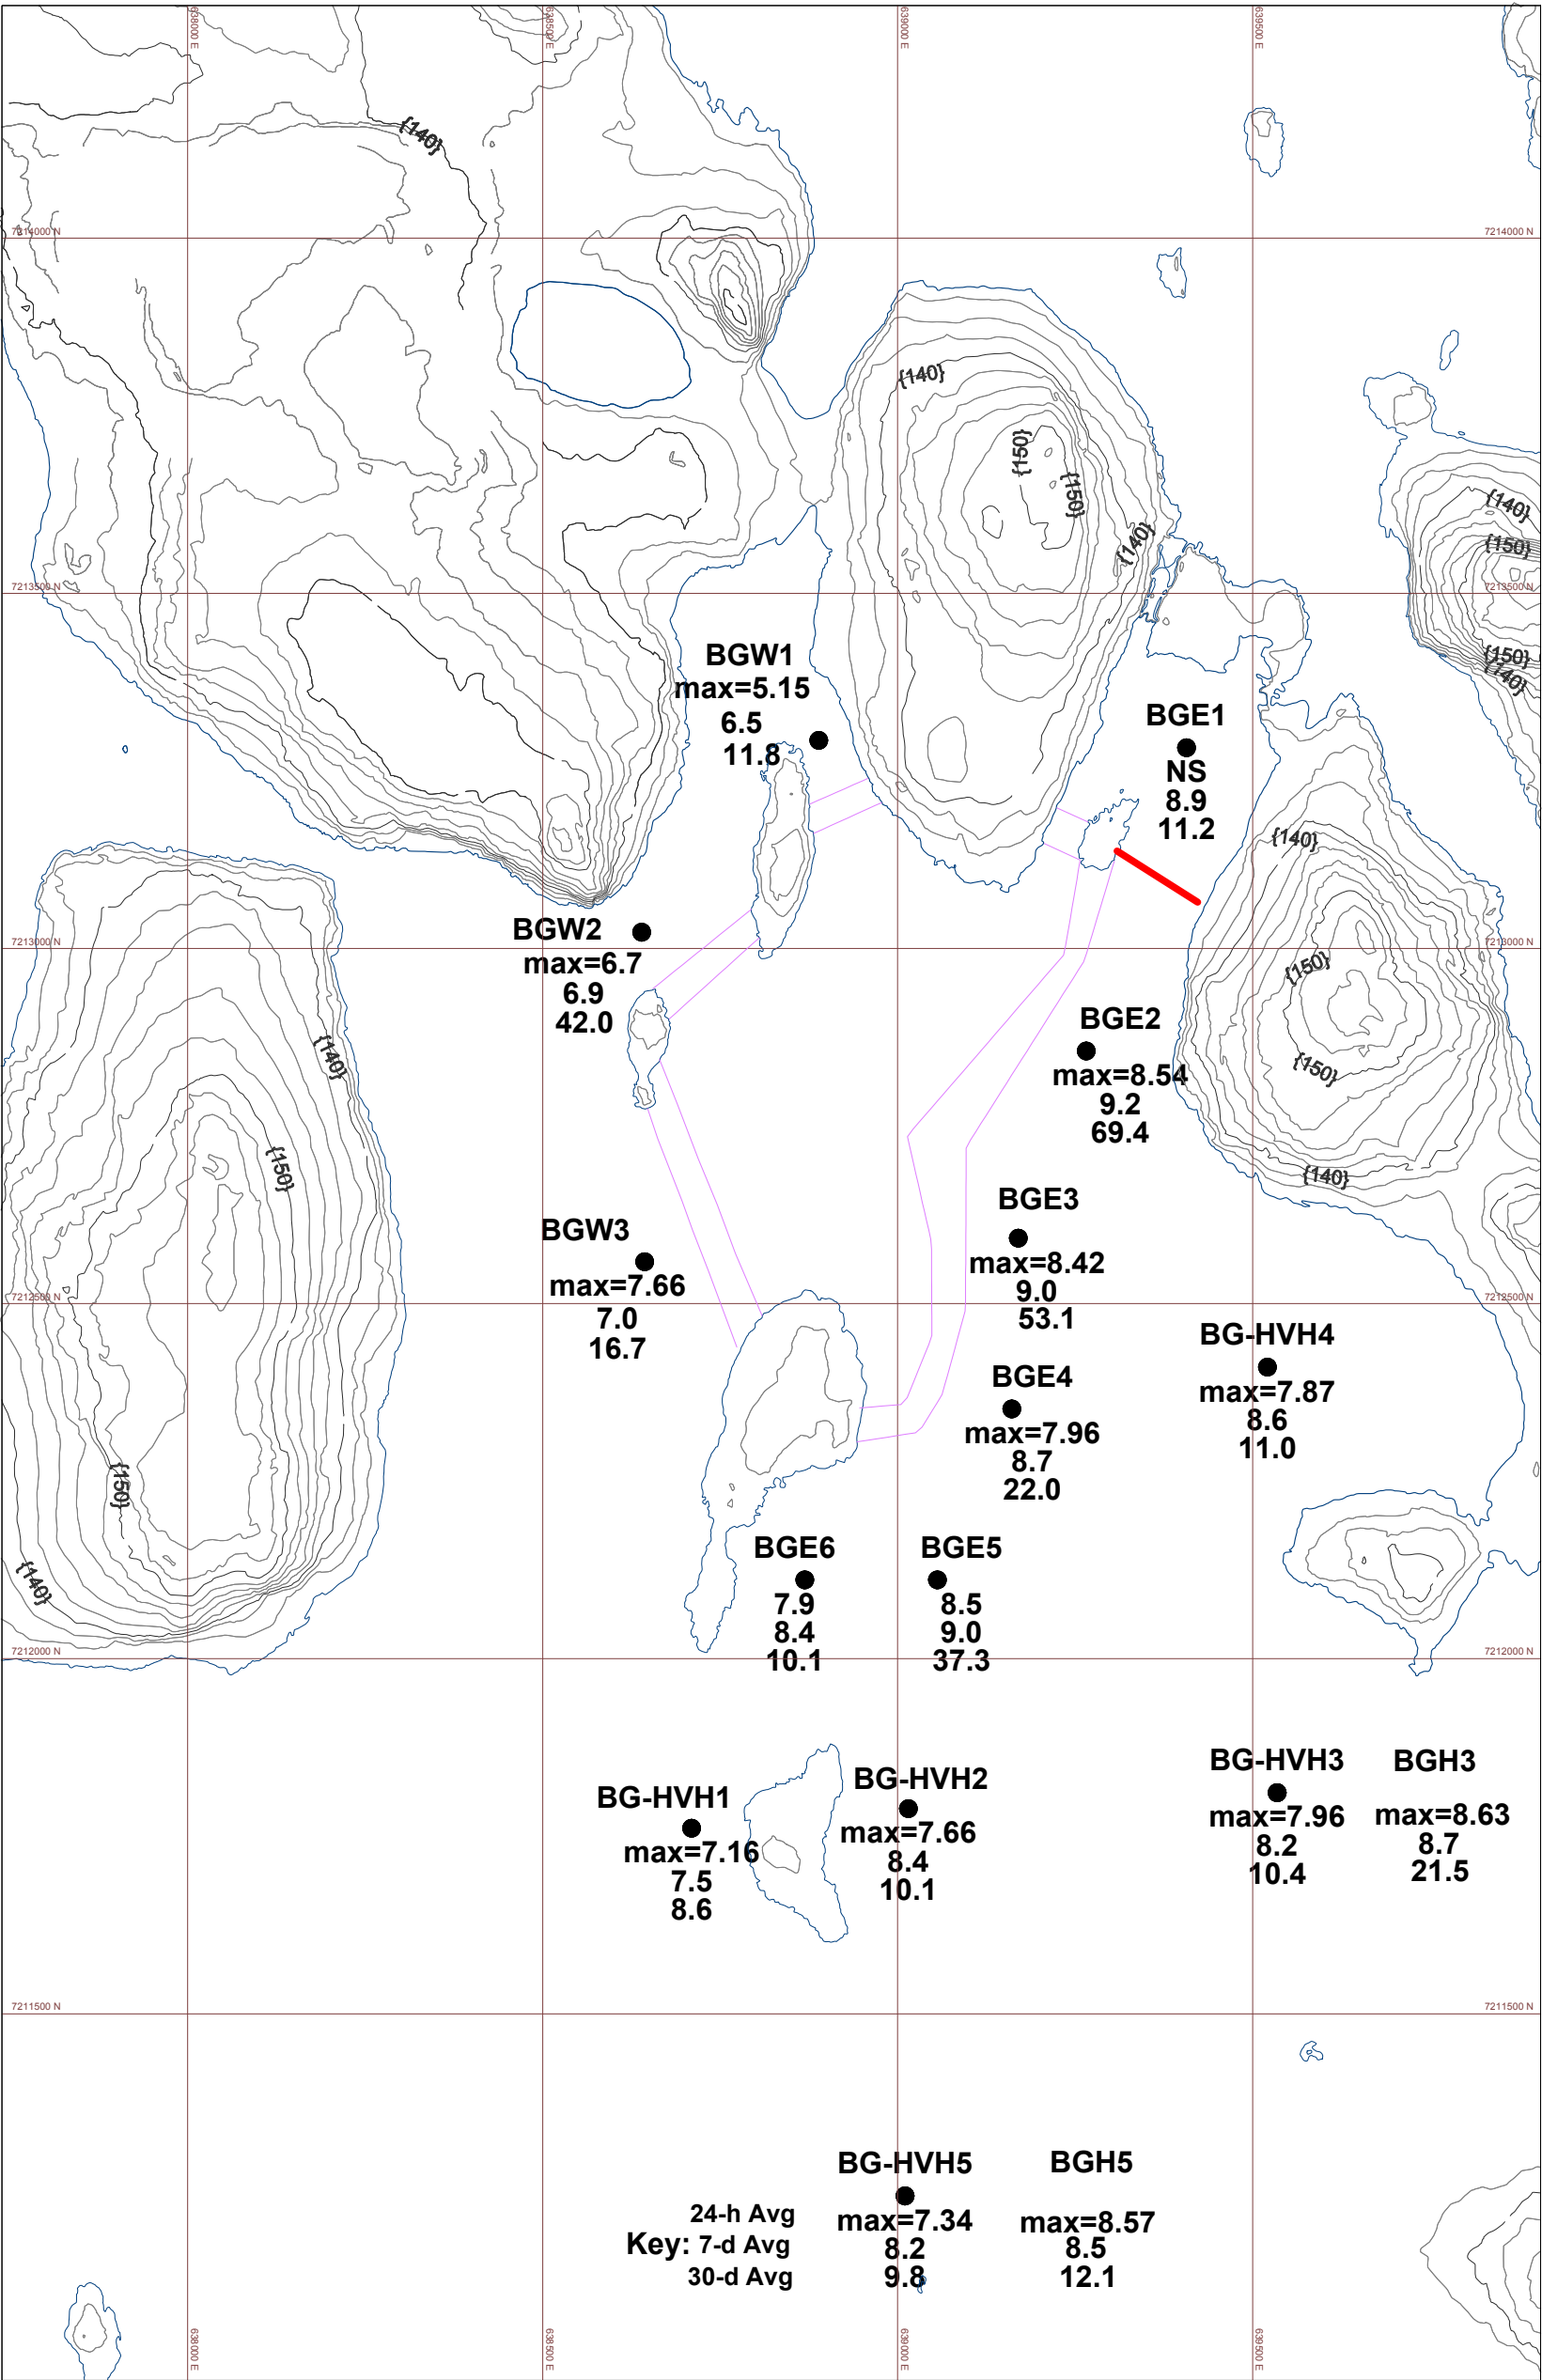 638000 E
638500 E
639000 E
639500 E
{140}
7214000 N
7214000 N
{140}
{150}
{150}
{140}
{140}
{150}
7213500 N
7213500 N
{150}
{140}
BGW1
max=5.15
6.5
11.8
BGE1
NS
8.9
11.2
{140}
BGW2
max=6.7
6.9
42.0
7213000 N
7213000 N
{150}
{140}
{150}
BGE2
max=8.54
9.2
69.4
{150}
{140}
BGE3
max=8.42
9.0
53.1
BGW3
max=7.66
7.0
16.7
7212500 N
7212500 N
BG-HVH4
max=7.87
8.6
11.0
BGE4
max=7.96
8.7
22.0
{150}
{140}
BGE6
7.9
8.4
10.1
BGE5
8.5
9.0
37.3
7212000 N
7212000 N
BG-HVH1
max=7.16
7.5
8.6
BG-HVH2
max=7.66
8.4
10.1
BG-HVH3
max=7.96
8.2
10.4
BGH3
max=8.63
8.7
21.5
7211500 N
7211500 N
BG-HVH5
max=7.34
8.2
9.8
BGH5
max=8.57
8.5
12.1
24-h Avg
Key: 7-d Avg
30-d Avg
638000 E
638500 E
639000 E
639500 E